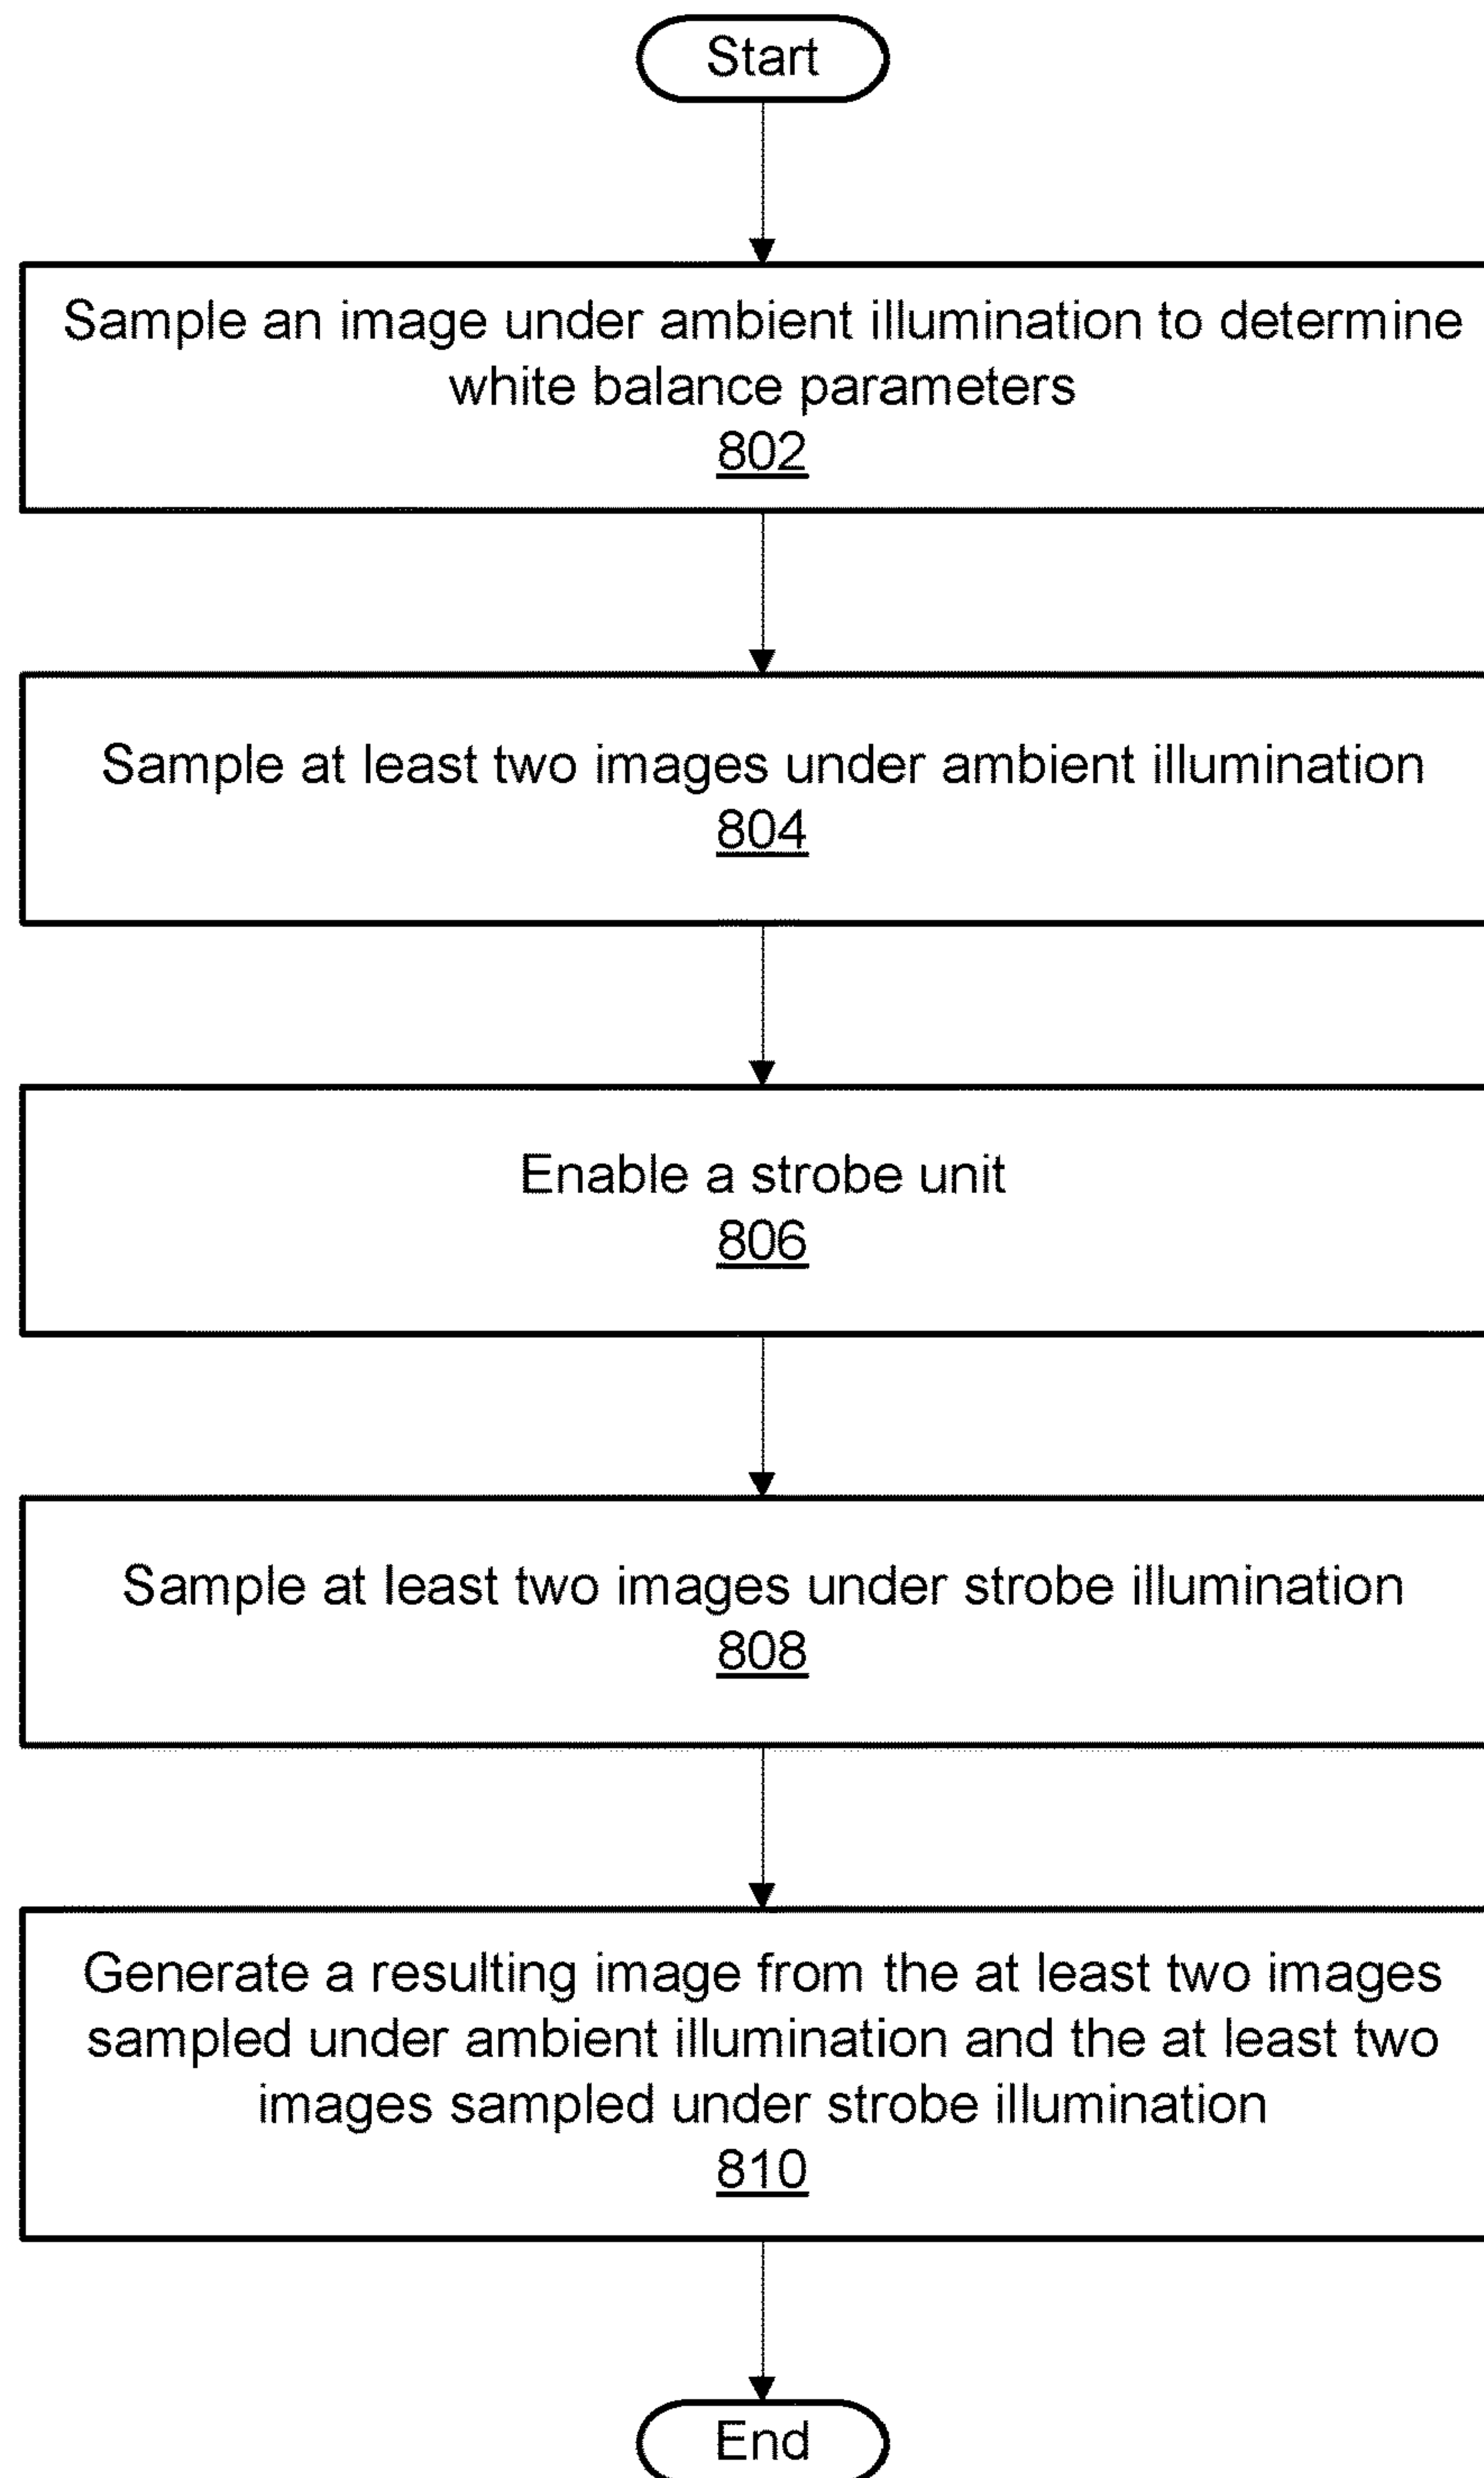 Start
Sample an image under ambient illumination to determine
white balance parameters
802
Sample at least two images under ambient illumination
804
Enable a strobe unit
806
Sample at least two images under strobe illumination
808
Generate a resulting image from the at least two images
sampled under ambient illumination and the at least two
images sampled under strobe illumination
810
End